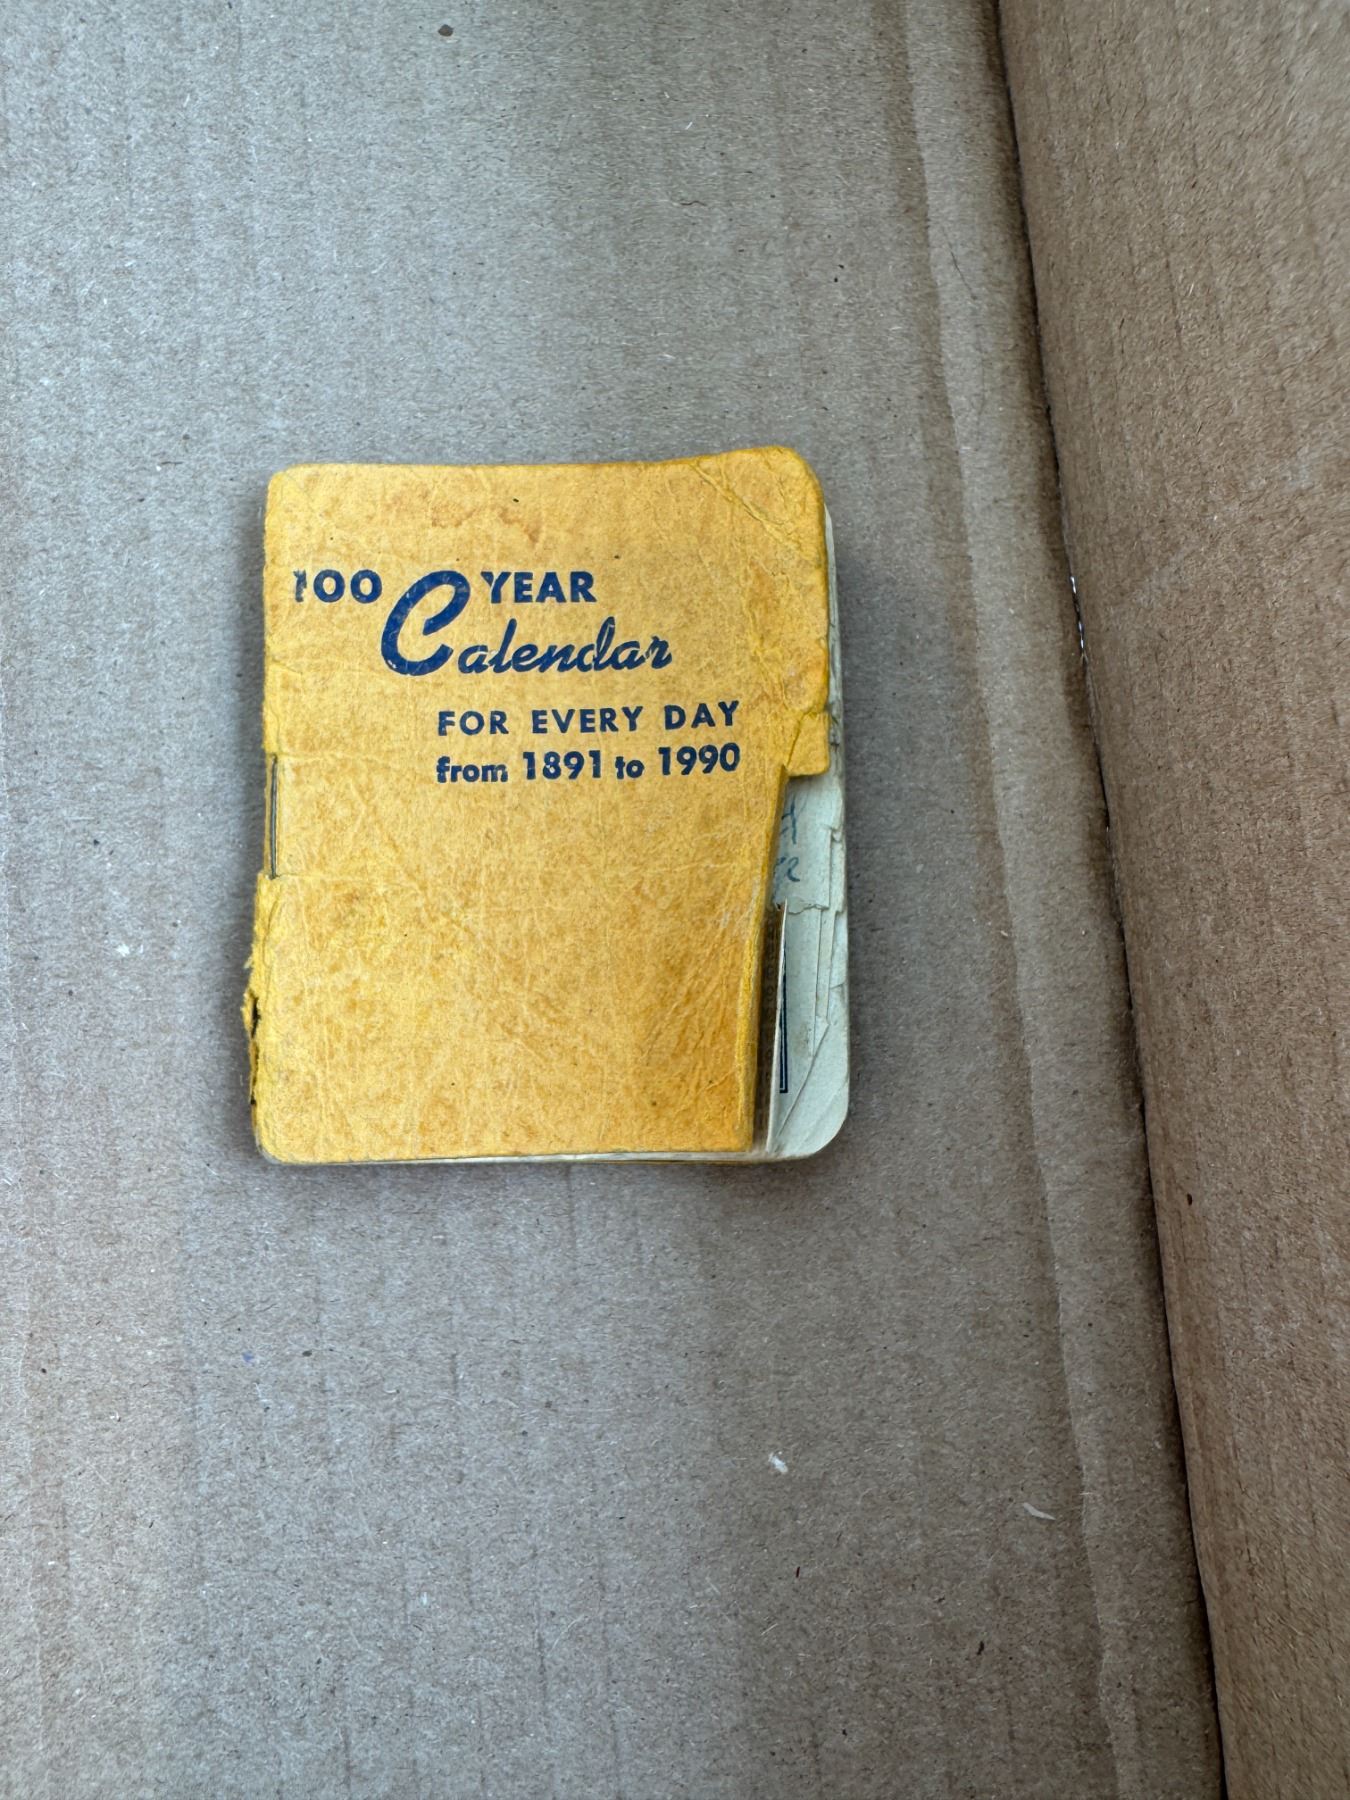 100 YEAR
Calendar
FOR EVERY DAY
from 1891 to 1990